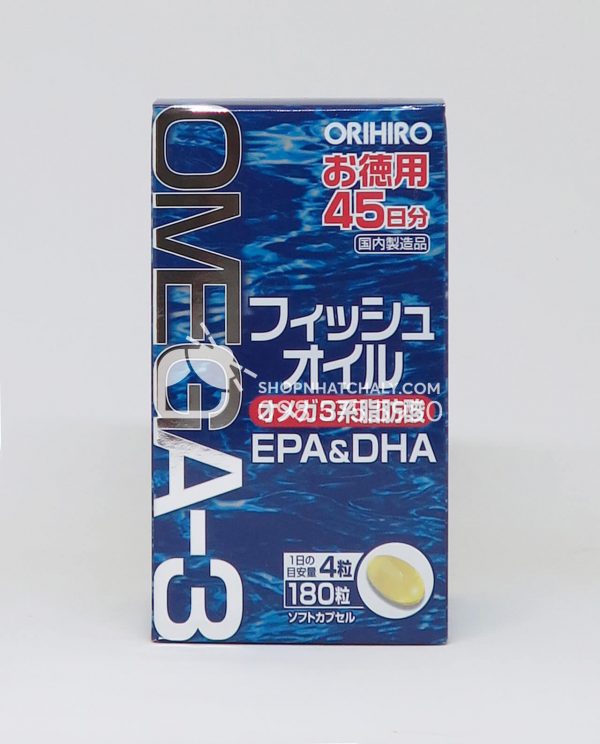 OMEGA-3
ORIHIRO
お徳用
45日分
国内製造品
フィッシュ
オイル
SHOPNHATCHALY.COM
オメガ3系脂肪酸
EPA&DHA
1日の
目安量 4粒
180粒
ソフトカプセル